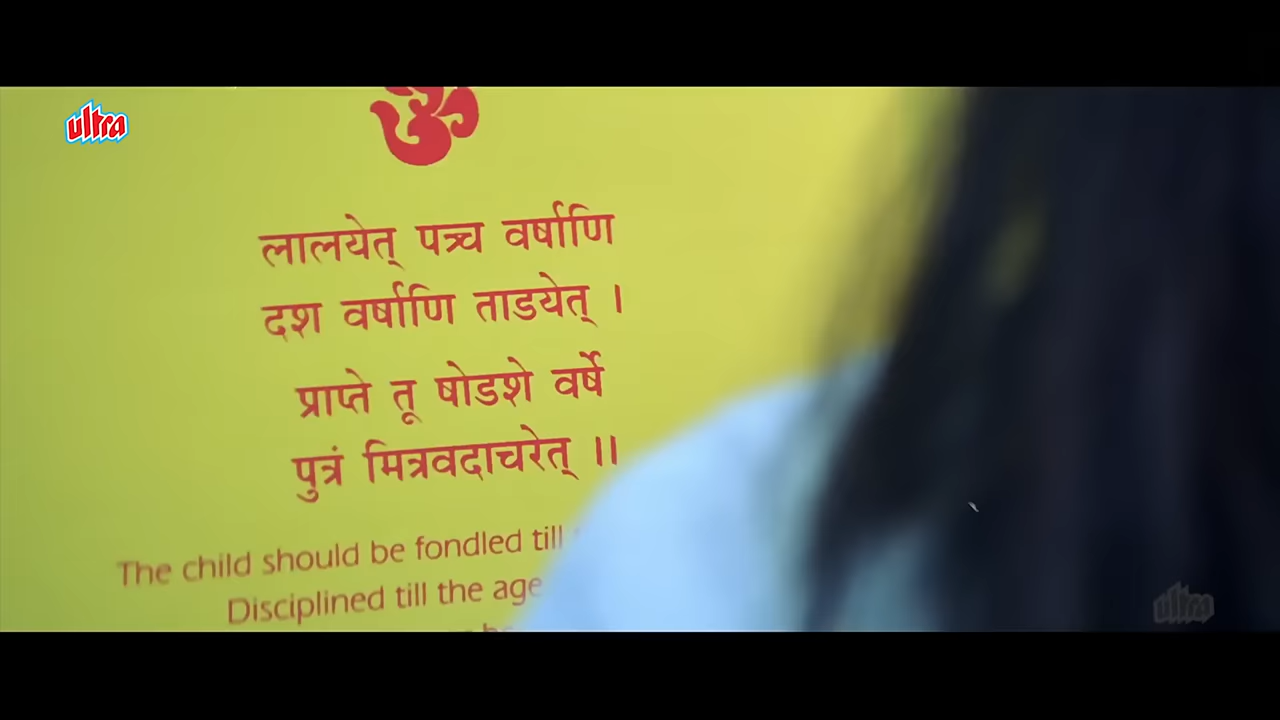 ultra
ॐ
लालयेत् पञ्च वर्षाणि
दश वर्षाणि ताडयेत् ।
प्राप्ते तू षोडशे वर्षे
पुत्रं मित्रवदाचरेत् ।।
The child should be fondled till
Disciplined till the age
ultra